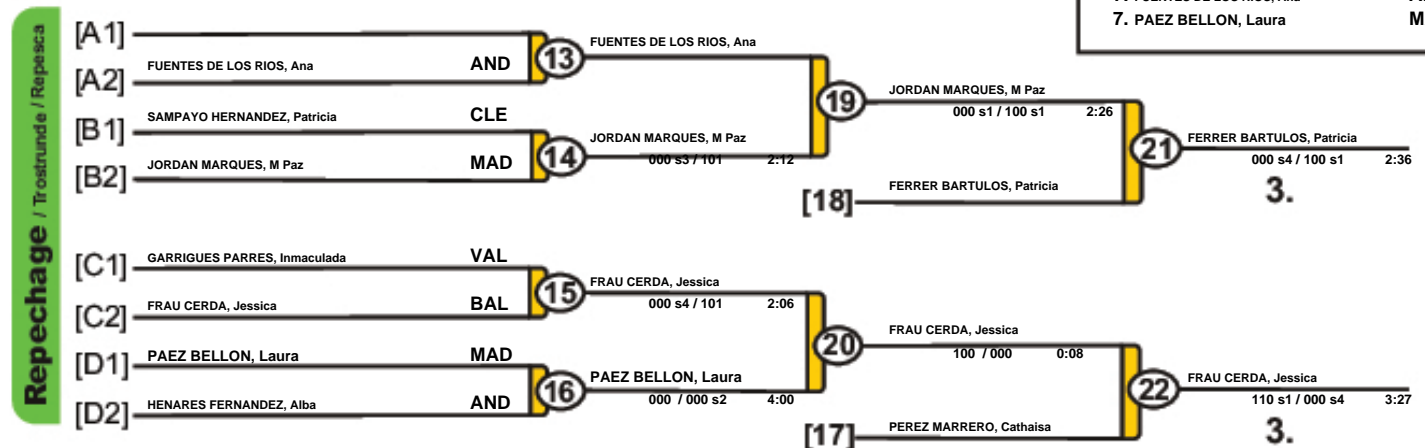 7. PAEZ BELLON, Laura M
Repechage / Trostrunde / Repesca
[A1]
FUENTES DE LOS RIOS, Ana AND
[A2]
13
FUENTES DE LOS RIOS, Ana
SAMPAYO HERNANDEZ, Patricia CLE
[B1]
JORDAN MARQUES, M Paz MAD
[B2]
14
JORDAN MARQUES, M Paz
000 s3 / 101 2:12
19
JORDAN MARQUES, M Paz
000 s1 / 100 s1 2:26
[18]
FERRER BARTULOS, Patricia
21
FERRER BARTULOS, Patricia
000 s4 / 100 s1 2:36
3.
[C1]
GARRIGUES PARRES, Inmaculada VAL
[C2]
FRAU CERDA, Jessica BAL
15
FRAU CERDA, Jessica
000 s4 / 101 2:06
[D1]
PAEZ BELLON, Laura MAD
[D2]
HENARES FERNANDEZ, Alba AND
16
PAEZ BELLON, Laura
000 / 000 s2 4:00
20
FRAU CERDA, Jessica
100 / 000 0:08
[17]
PEREZ MARRERO, Cathaisa
22
FRAU CERDA, Jessica
110 s1 / 000 s4 3:27
3.